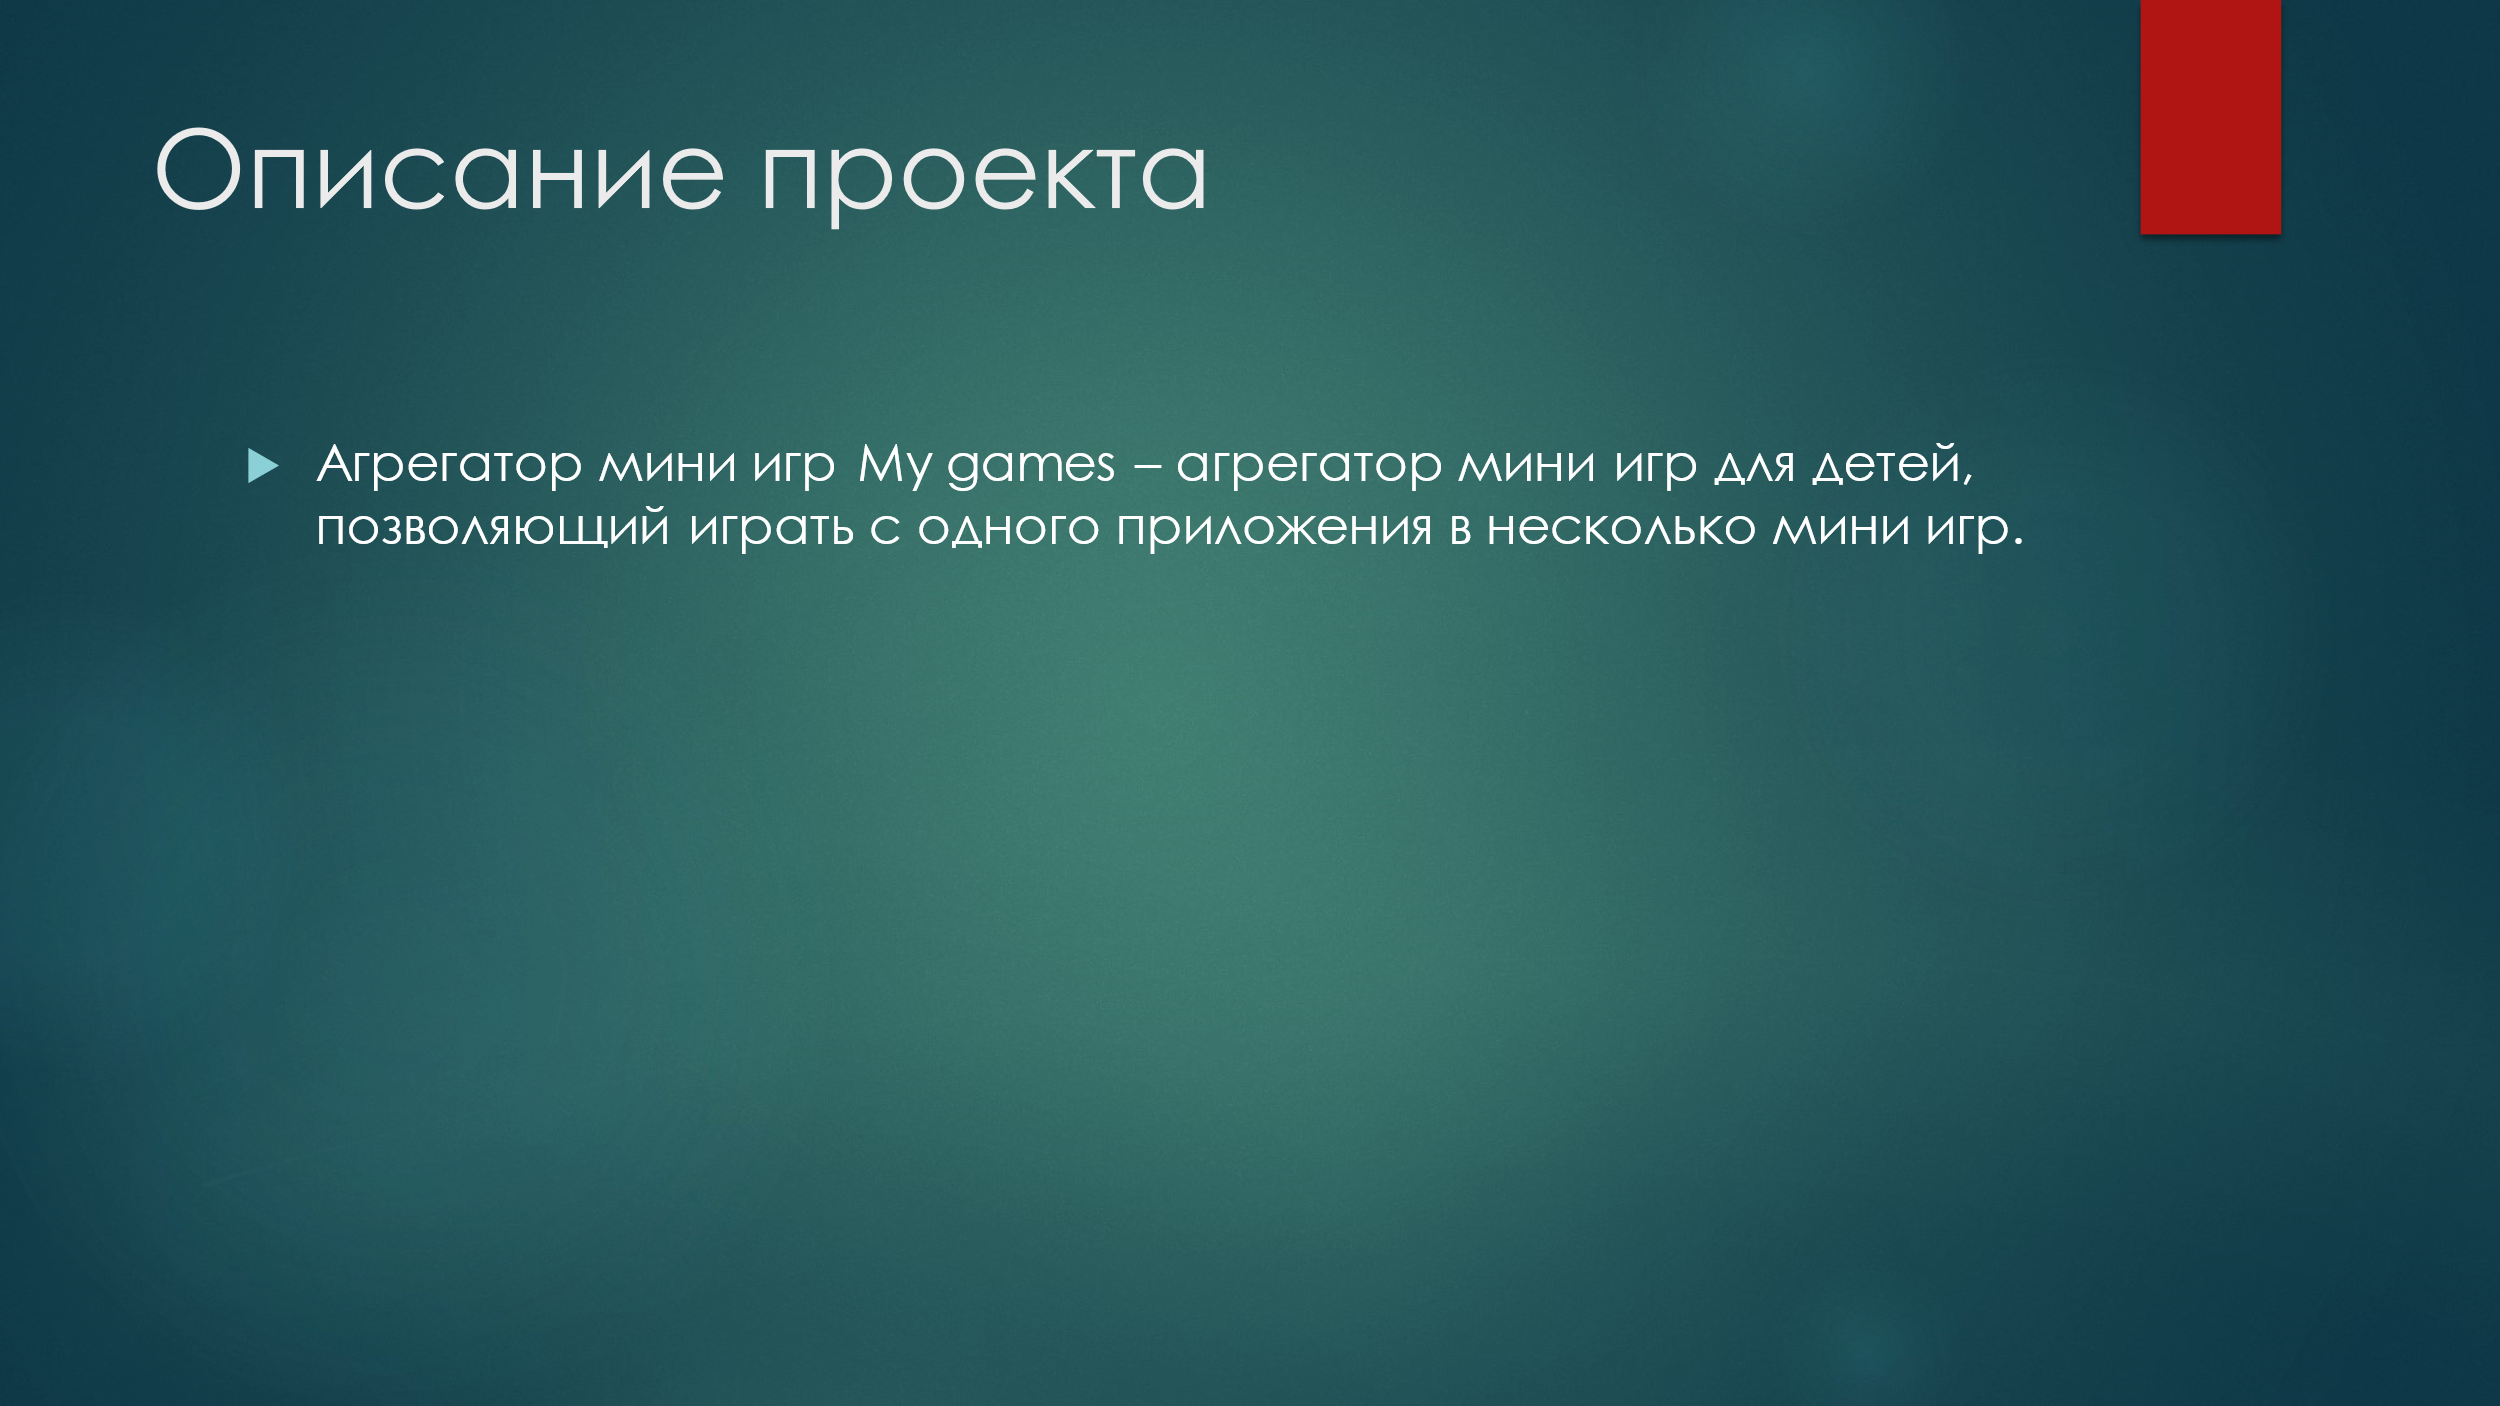 Описание проекта
Агрегатор мини игр My games – агрегатор мини игр для детей,
позволяющий играть с одного приложения в несколько мини игр.